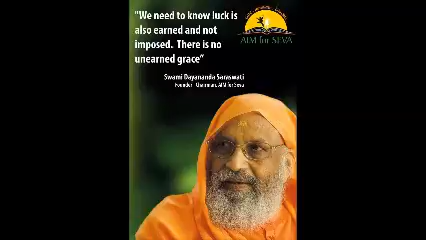 "We need to know luck is
also earned and not
imposed. There is no
unearned grace"
Swami Dayananda Saraswati
Founder Chairman, AIM for Seva
AIM for SEVA